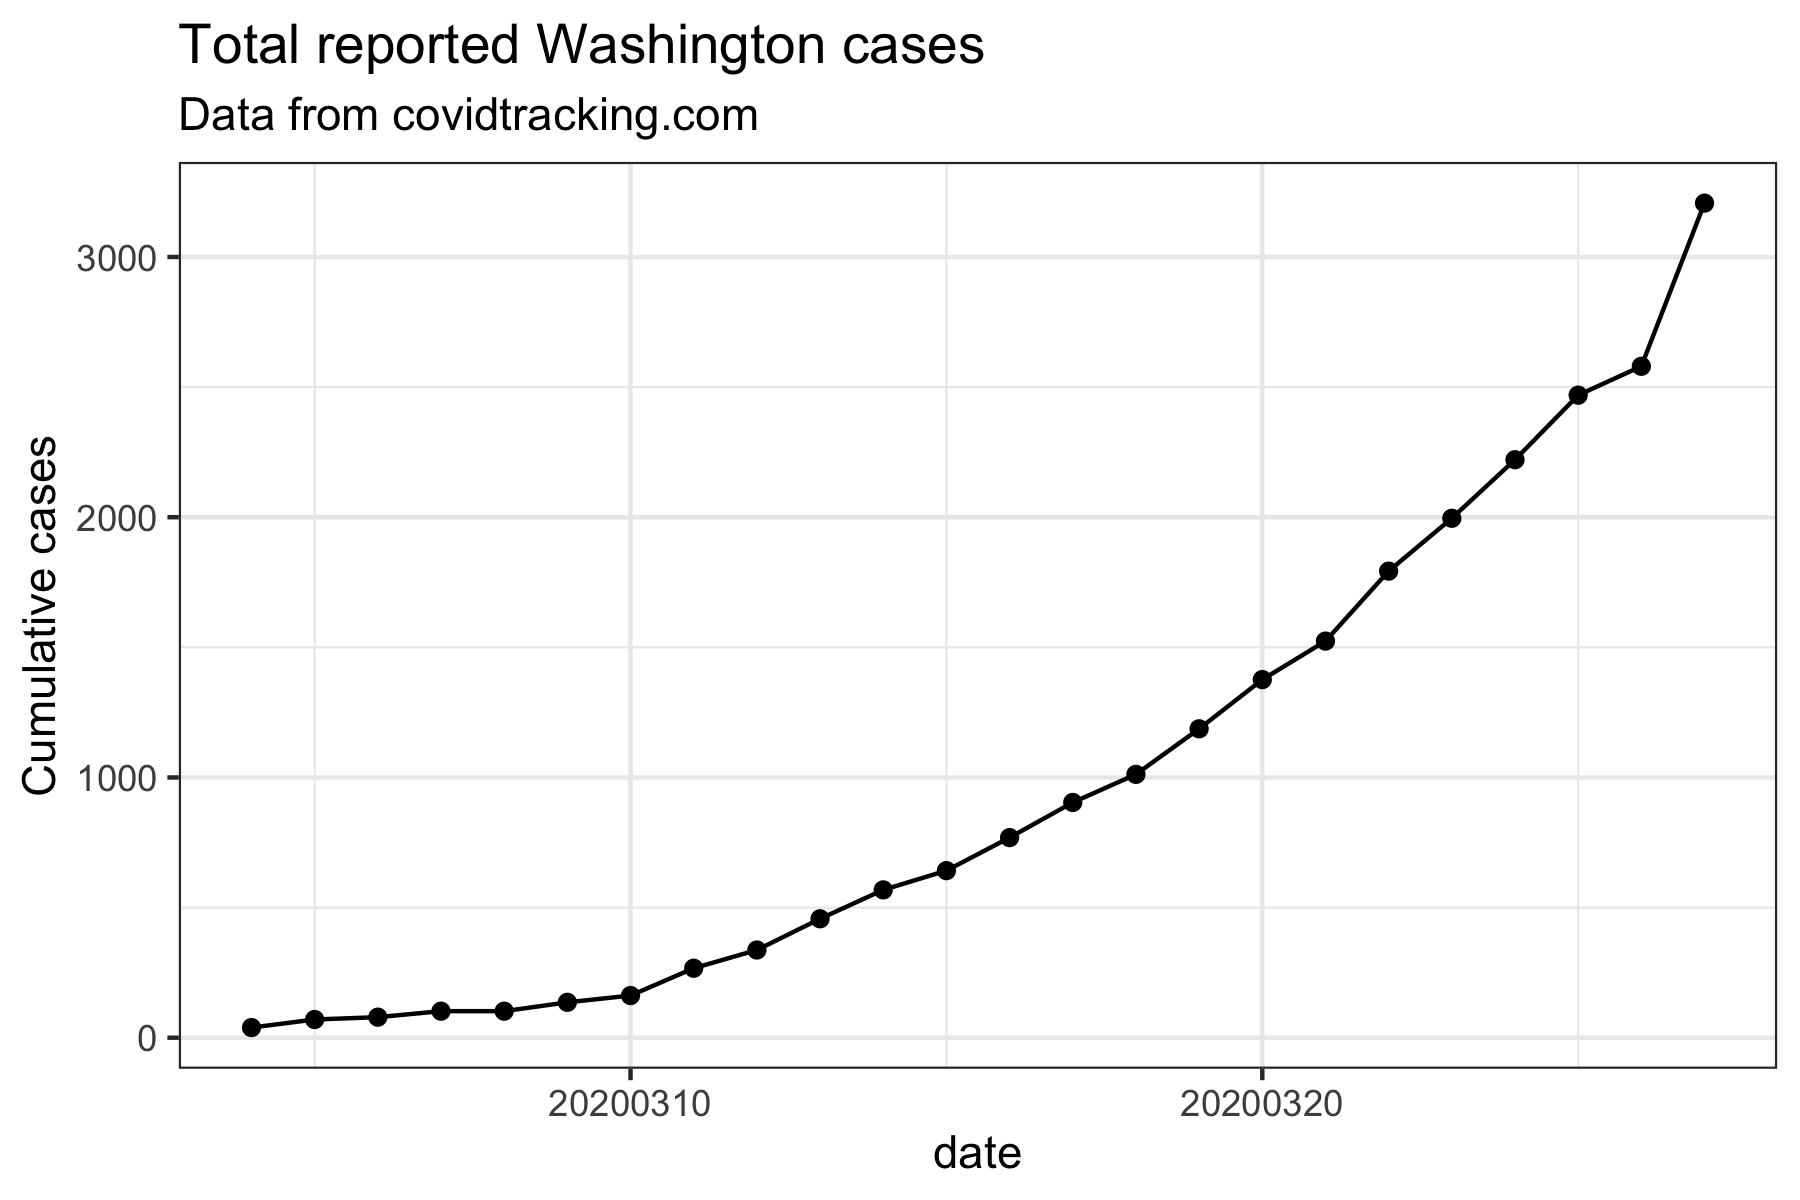 Total reported Washington cases
Data from covidtracking.com
Cumulative cases
3000
2000
1000
0
20200310 20200320
date